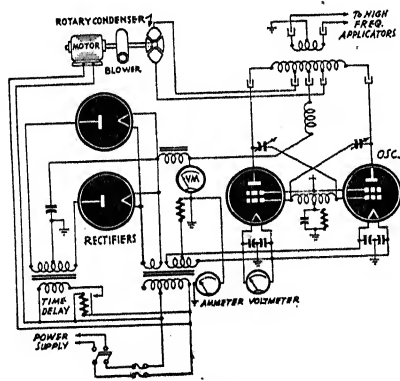 ROTARY CONDENSER
MOTOR
BLOWER
TO HIGH
FREQ.
APPLICATORS
OSC.
VM
RECTIFIERS
TIME
DELAY
AMMETER VOLTMETER
POWER
SUPPLY